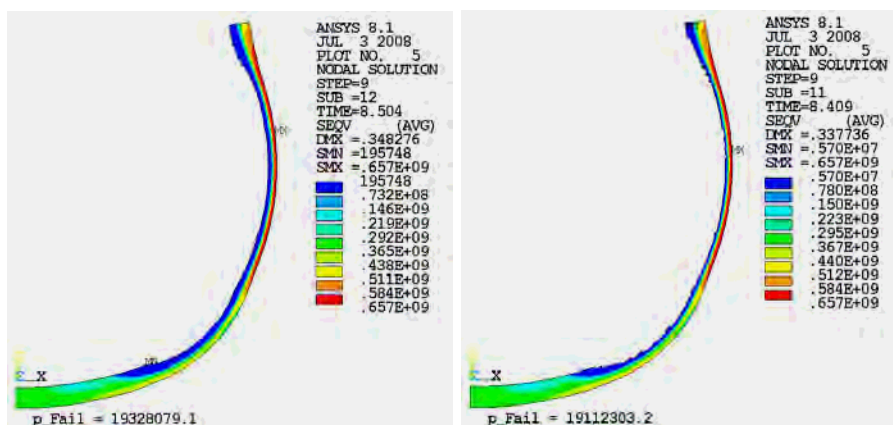 ANSYS 8.1
JUL 3 2008
PLOT NO. 5
NODAL SOLUTION
STEP=9
SUB =12
TIME=8.504
SEQV (AVG)
DMX =.348276
SMN =195748
SMX =.657E+09
195748
.732E+08
.146E+09
.219E+09
.292E+09
.365E+09
.438E+09
.511E+09
.584E+09
.657E+09
MX
X
p_Fail = 19328079.1
ANSYS 8.1
JUL 3 2008
PLOT NO. 5
NODAL SOLUTION
STEP=9
SUB =11
TIME=8.409
SEQV (AVG)
DMX =.337736
SMN =.570E+07
SMX =.657E+09
.570E+07
.780E+08
.150E+09
.223E+09
.295E+09
.367E+09
.440E+09
.512E+09
.584E+09
.657E+09
MX
X
p_Fail = 19112303.2